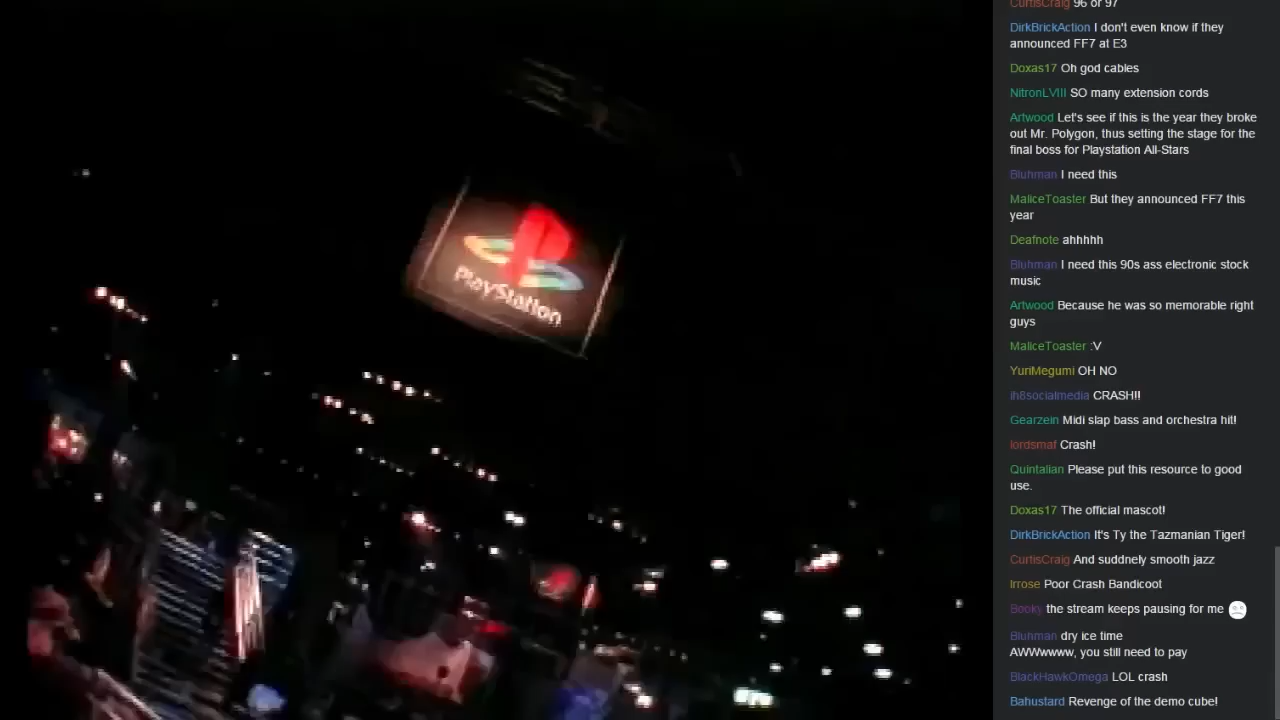 PlayStation
CurtisCraig 96 or 97
DirkBrickAction I don't even know if they
announced FF7 at E3
Doxas17 Oh god cables
NitronLVIII SO many extension cords
Artwood Let's see if this is the year they broke
out Mr. Polygon, thus setting the stage for the
final boss for Playstation All-Stars
Bluhman I need this
MaliceToaster But they announced FF7 this
year
Deafnote ahhhhh
Bluhman I need this 90s ass electronic stock
music
Artwood Because he was so memorable right
guys
MaliceToaster :V
YuriMegumi OH NO
ih8socialmedia CRASH!!
Gearzein Midi slap bass and orchestra hit!
lordsmaf Crash!
Quintalian Please put this resource to good
use.
Doxas17 The official mascot!
DirkBrickAction It's Ty the Tazmanian Tiger!
CurtisCraig And suddnely smooth jazz
Irrose Poor Crash Bandicoot
Booky the stream keeps pausing for me
Bluhman dry ice time
AWWwwww, you still need to pay
BlackHawkOmega LOL crash
Bahustard Revenge of the demo cube!